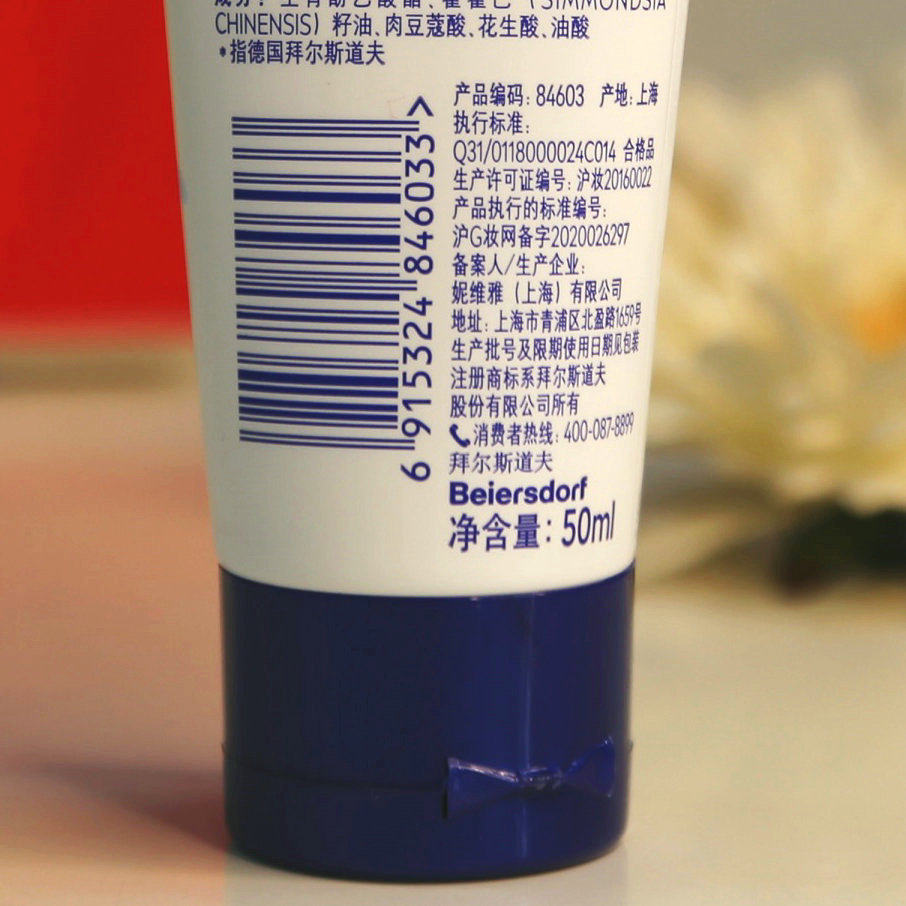 CHINENSIS）籽油、肉豆蔻酸、花生酸、油酸
*指德国拜尔斯道夫
产品编码: 84603 产地: 上海
执行标准:
Q31/0118000024C014 合格品
生产许可证编号: 沪妆20160022
产品执行的标准编号:
沪G妆网备字2020026297
备案人/生产企业:
妮维雅（上海）有限公司
地址: 上海市青浦区北盈路1659号
生产批号及限期使用日期见包装
注册商标系拜尔斯道夫
股份有限公司所有
消费者热线: 400-087-8899
拜尔斯道夫
Beiersdorf
净含量: 50ml
6 915324 846033 >